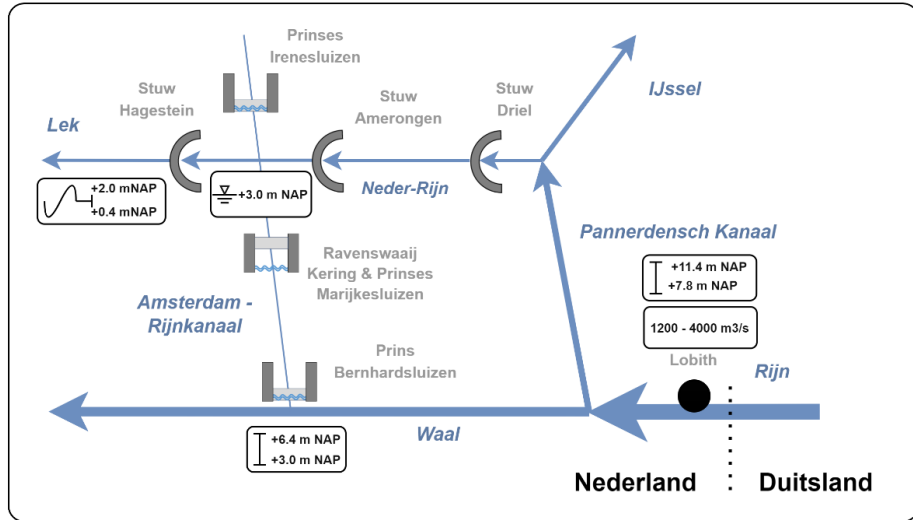 Prinses
Irenesluizen
Stuw
Hagestein
Stuw
Amerongen
Stuw
Driel
IJssel
Lek
+2.0 mNAP
+0.4 mNAP
+3.0 m NAP
Neder-Rijn
Pannerdensch Kanaal
Ravenswaaij
Kering & Prinses
Marijkesluizen
+11.4 m NAP
+7.8 m NAP
Amsterdam -
Rijnkanaal
1200 - 4000 m3/s
Prins
Bernhardsluizen
Lobith
Rijn
Waal
+6.4 m NAP
+3.0 m NAP
Nederland
Duitsland